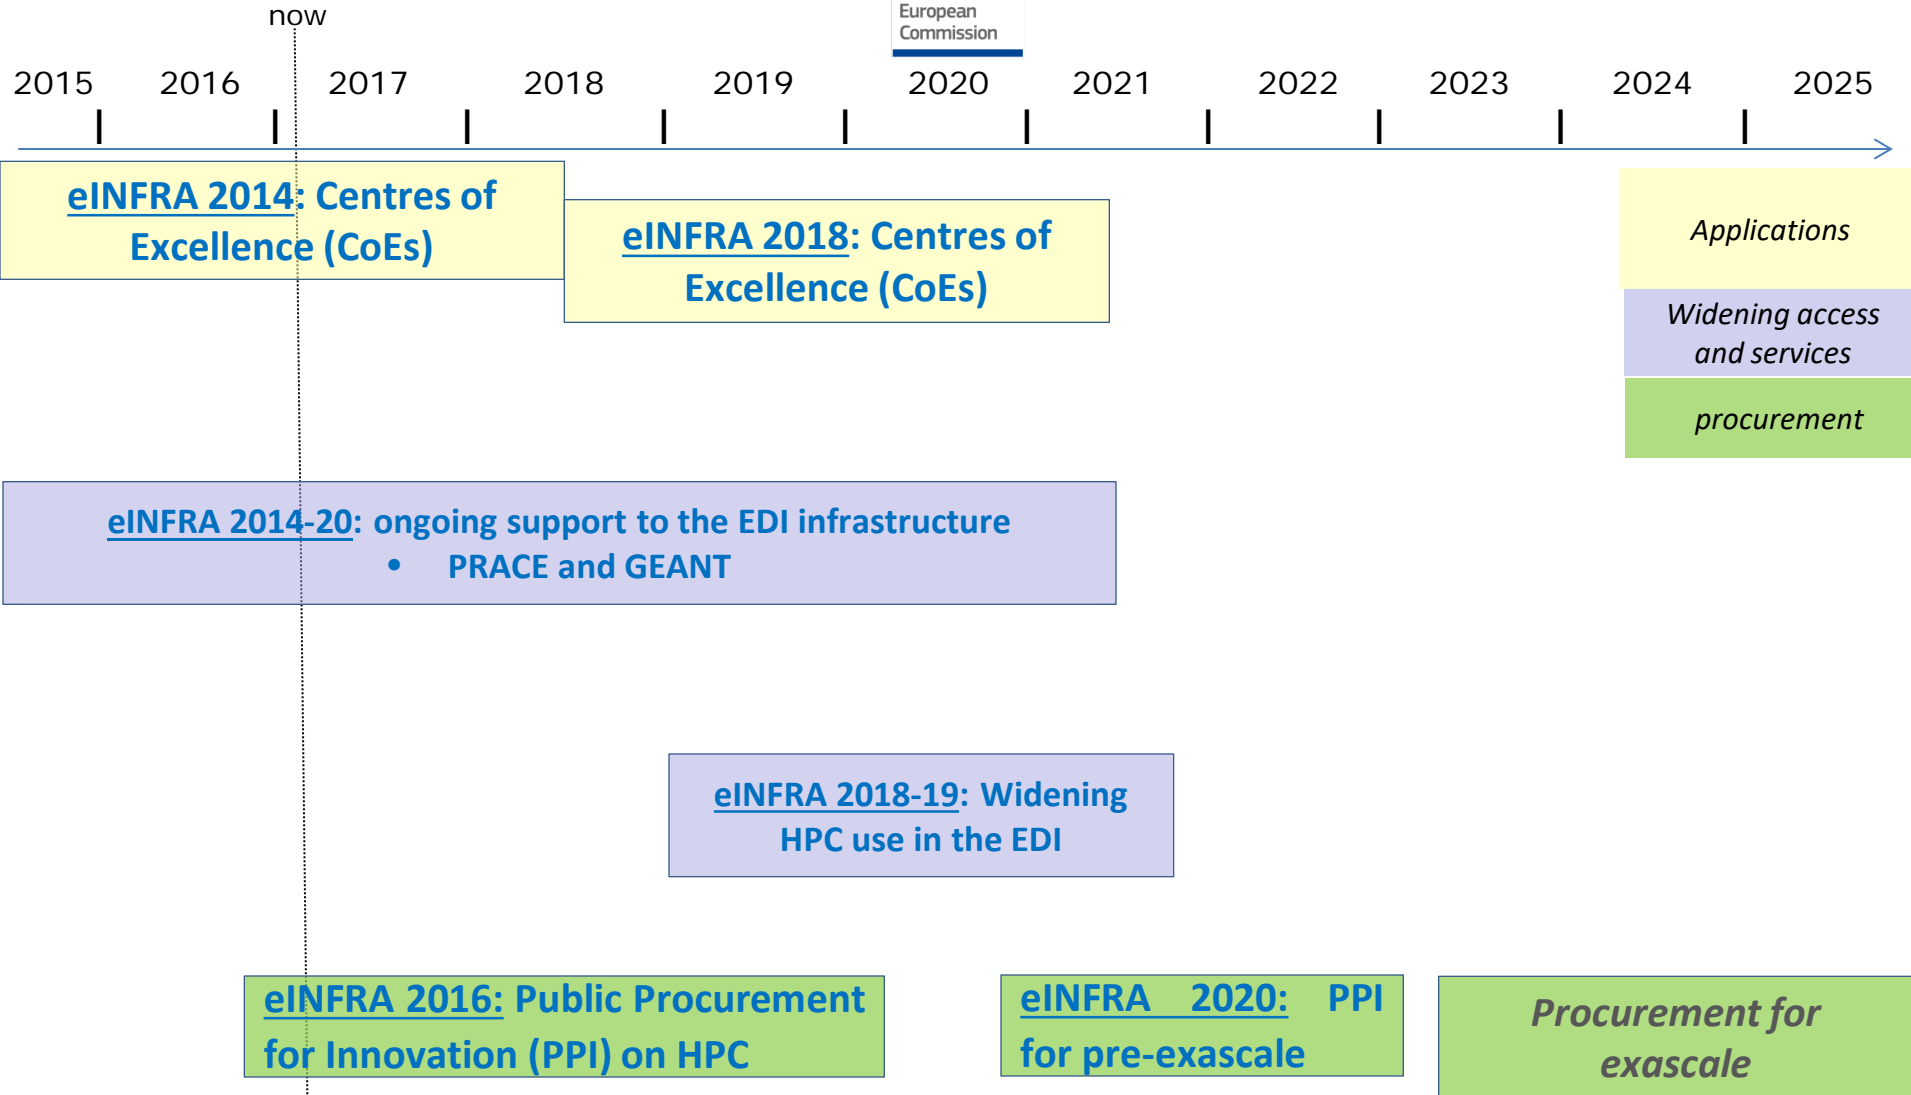 now
European
Commission
2015 2016 2017 2018 2019 2020 2021 2022 2023 2024 2025
eINFRA 2014: Centres of
Excellence (CoEs)
eINFRA 2018: Centres of
Excellence (CoEs)
Applications
Widening access
and services
procurement
eINFRA 2014-20: ongoing support to the EDI infrastructure
• PRACE and GEANT
eINFRA 2018-19: Widening
HPC use in the EDI
eINFRA 2016: Public Procurement
for Innovation (PPI) on HPC
eINFRA 2020: PPI
for pre-exascale
Procurement for
exascale